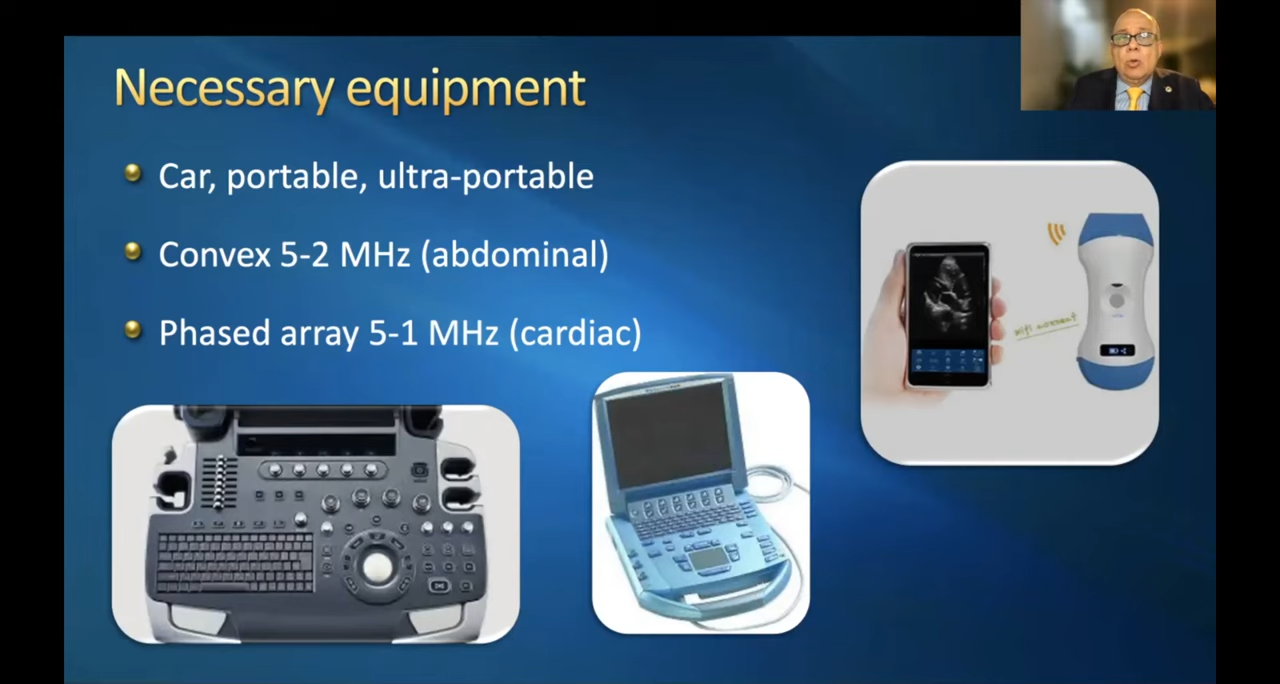 Necessary equipment
Car, portable, ultra-portable
Convex 5-2 MHz (abdominal)
Phased array 5-1 MHz (cardiac)
Wifi connect